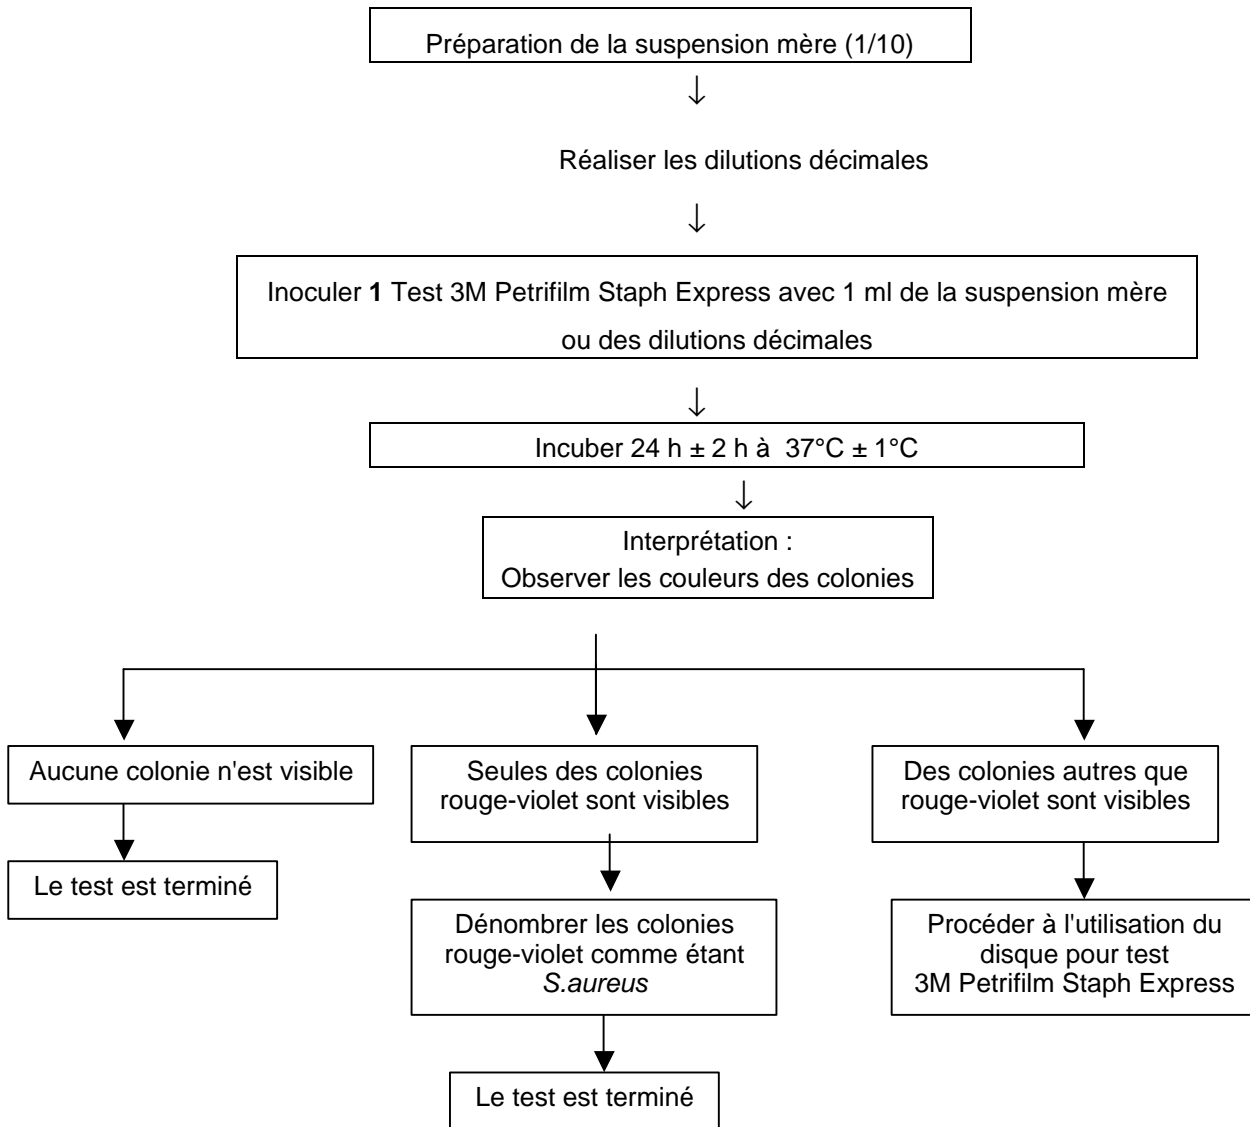 Préparation de la suspension mère (1/10)
↓
Réaliser les dilutions décimales
↓
Inoculer 1 Test 3M Petrifilm Staph Express avec 1 ml de la suspension mère
ou des dilutions décimales
↓
Incuber 24 h ± 2 h à 37°C ± 1°C
↓
Interprétation :
Observer les couleurs des colonies
Aucune colonie n'est visible
Le test est terminé
Seules des colonies
rouge-violet sont visibles
Dénombrer les colonies
rouge-violet comme étant
S.aureus
Le test est terminé
Des colonies autres que
rouge-violet sont visibles
Procéder à l'utilisation du
disque pour test
3M Petrifilm Staph Express